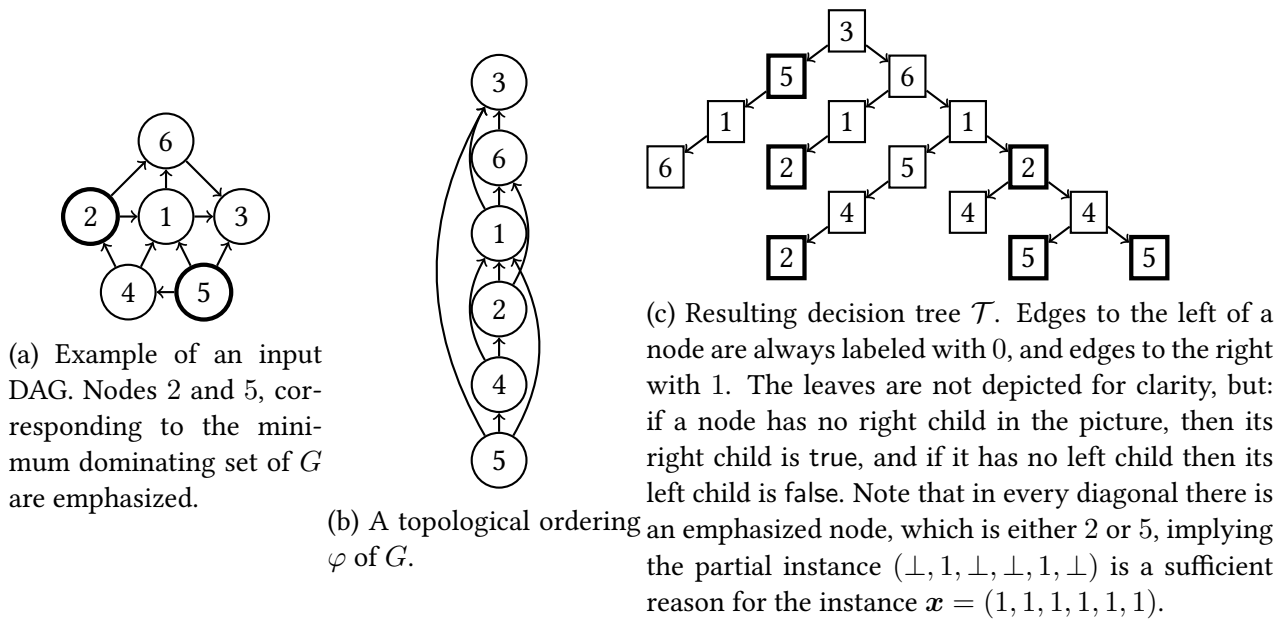 6
2
1
3
4
5
(a) Example of an input
DAG. Nodes 2 and 5, cor-
responding to the mini-
mum dominating set of G
are emphasized.
3
6
1
2
4
5
(b) A topological ordering
φ of G.
3
5
6
1
1
1
6
2
5
2
4
4
4
2
5
5
(c) Resulting decision tree 𝒯. Edges to the left of a
node are always labeled with 0, and edges to the right
with 1. The leaves are not depicted for clarity, but:
if a node has no right child in the picture, then its
right child is true, and if it has no left child then its
left child is false. Note that in every diagonal there is
an emphasized node, which is either 2 or 5, implying
the partial instance (⊥, 1, ⊥, ⊥, 1, ⊥) is a sufficient
reason for the instance x = (1, 1, 1, 1, 1, 1).